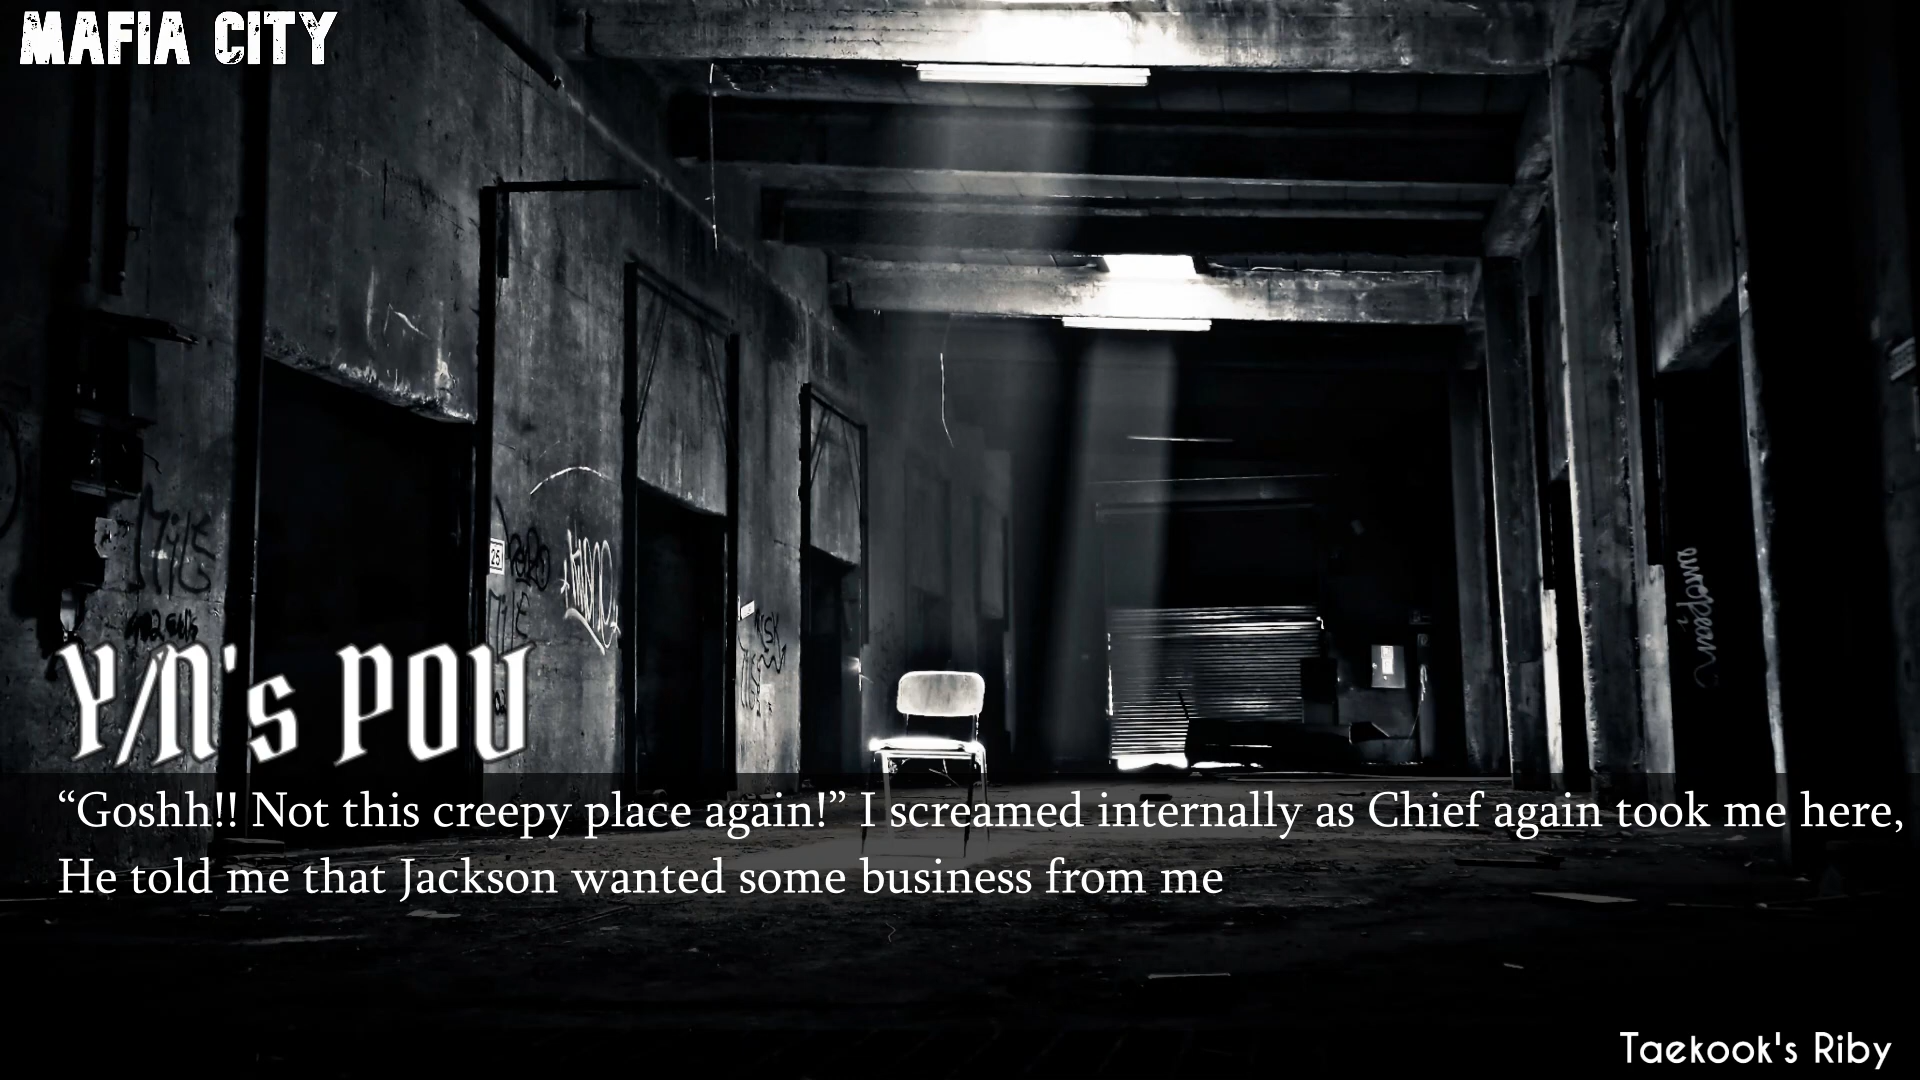 MAFIA CITY
25
Y/N's POV
“Goshh!! Not this creepy place again!” I screamed internally as Chief again took me here,
He told me that Jackson wanted some business from me
Taekook's Riby